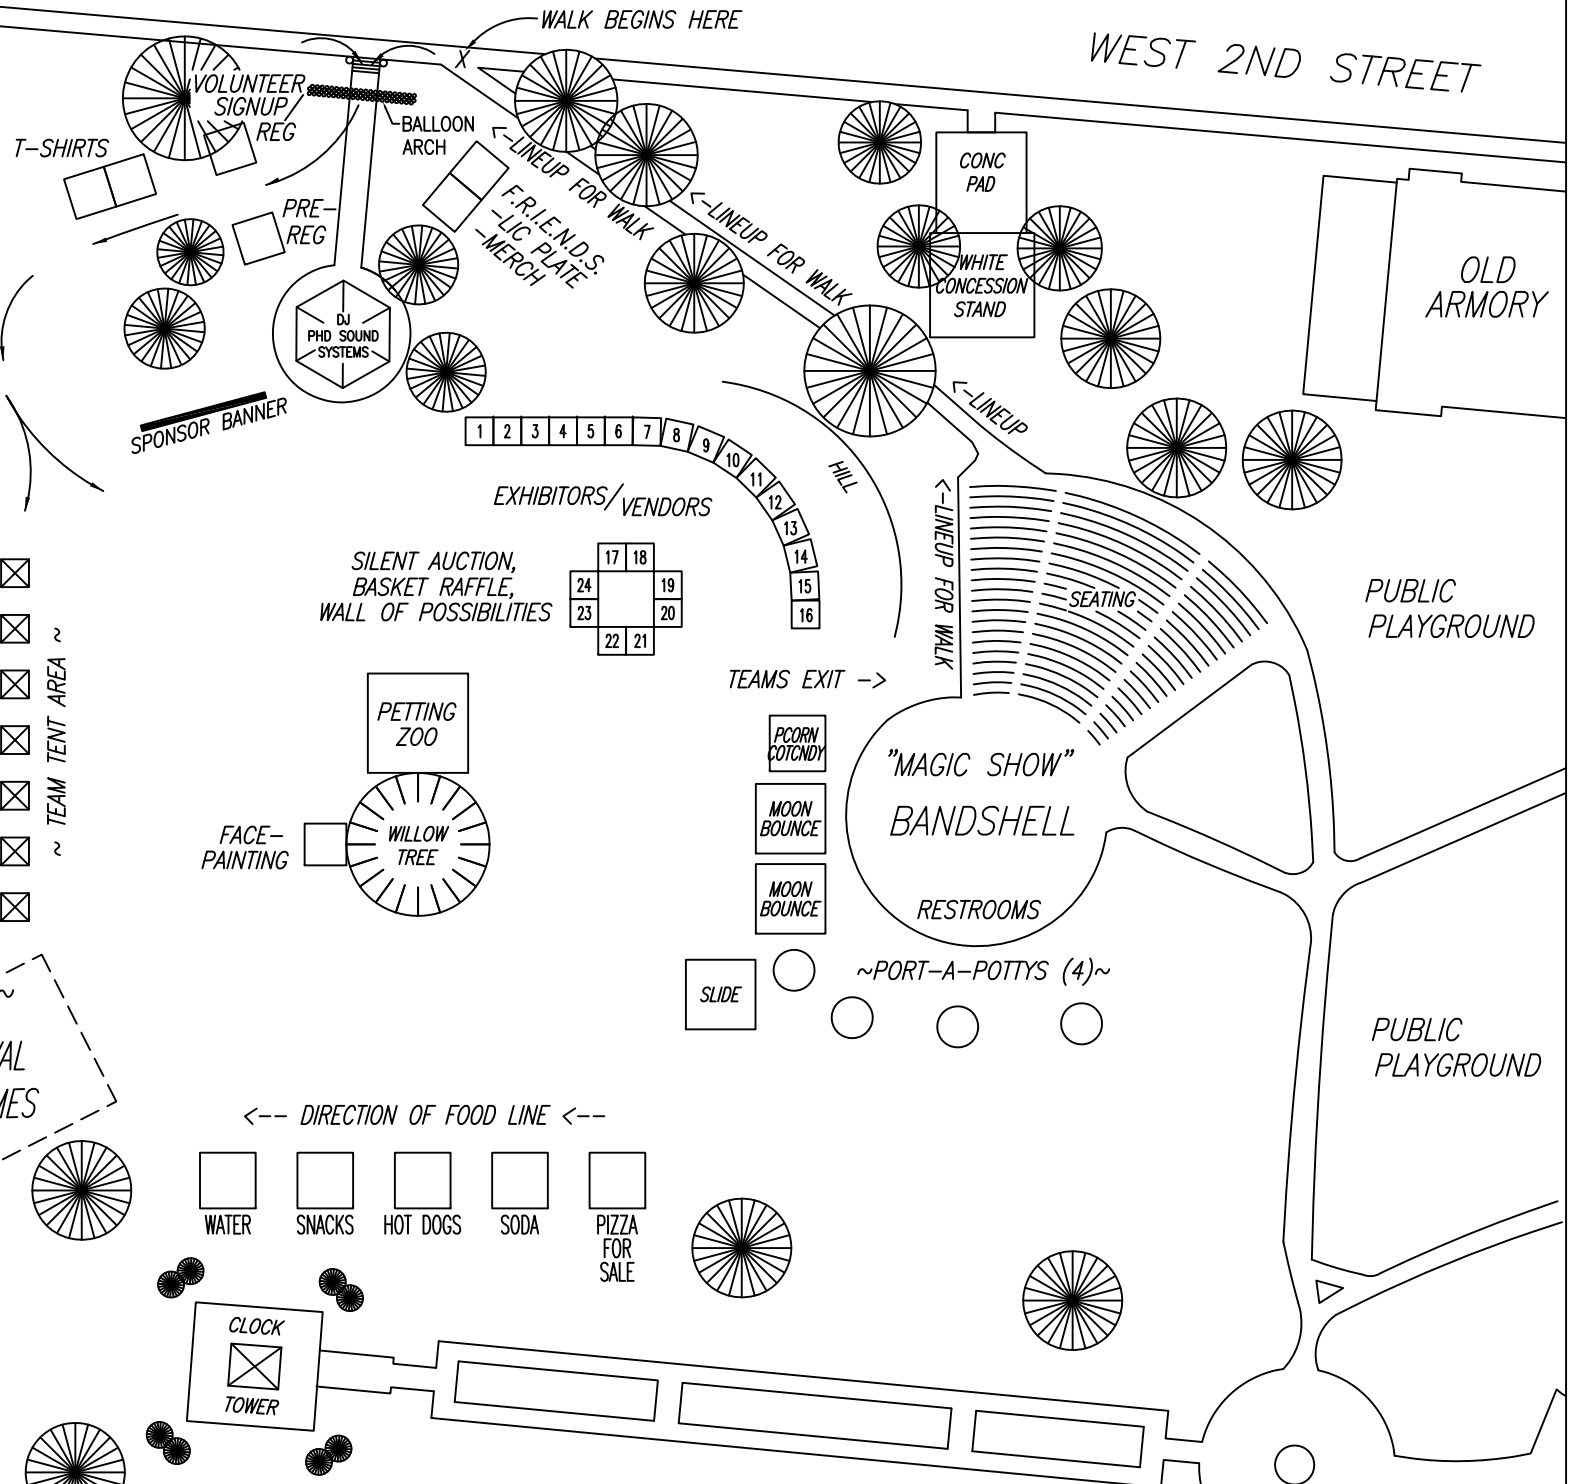 WALK BEGINS HERE
X
WEST 2ND STREET
VOLUNTEER
SIGNUP
REG
T-SHIRTS
BALLOON
ARCH
<-LINEUP FOR WALK
<-LINEUP FOR WALK
CONC
PAD
PRE-
REG
F.R.I.E.N.D.S.
-LIC PLATE
-MERCH
WHITE
CONCESSION
STAND
OLD
ARMORY
DJ
PHD SOUND
SYSTEMS
SPONSOR BANNER
<-LINEUP
1 2 3 4 5 6 7 8 9 10 11 12 13 14 15 16
HILL
EXHIBITORS/VENDORS
<-LINEUP FOR WALK
SILENT AUCTION,
BASKET RAFFLE,
WALL OF POSSIBILITIES
17 18
24 19
23 20
22 21
SEATING
PUBLIC
PLAYGROUND
~ TEAM TENT AREA ~
TEAMS EXIT ->
PETTING
ZOO
PCORN
COTCNDY
"MAGIC SHOW"
BANDSHELL
MOON
BOUNCE
FACE-
PAINTING
WILLOW
TREE
MOON
BOUNCE
RESTROOMS
~PORT-A-POTTYS (4)~
SLIDE
~
VAL
MES
PUBLIC
PLAYGROUND
<-- DIRECTION OF FOOD LINE <--
WATER
SNACKS
HOT DOGS
SODA
PIZZA
FOR
SALE
CLOCK
TOWER